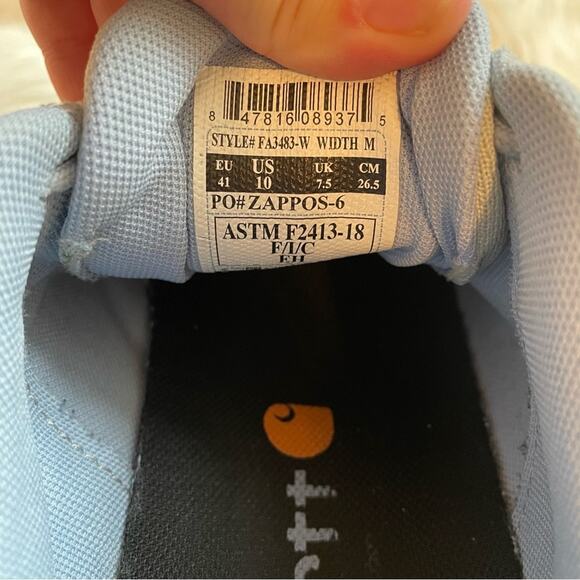 8 47816 08937 5
STYLE# FA3483-W WIDTH M
EU US UK CM
41 10 7.5 26.5
PO# ZAPPOS-6
ASTM F2413-18
F/I/C
EH